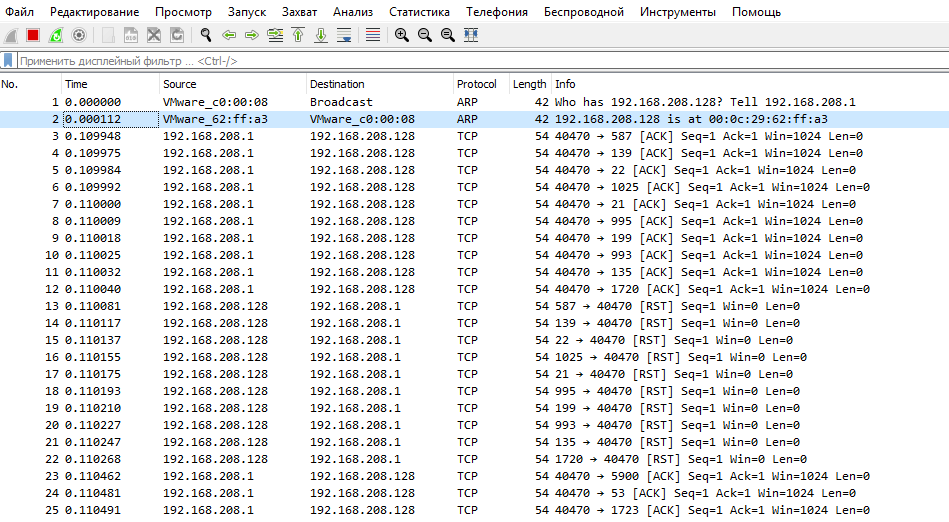 Файл Редактирование Просмотр Запуск Захват Анализ Статистика Телефония Беспроводной Инструменты Помощь
Применить дисплейный фильтр ... <Ctrl-/>
No. Time Source Destination Protocol Length Info
1 0.000000 VMware_c0:00:08 Broadcast ARP 42 Who has 192.168.208.128? Tell 192.168.208.1
2 0.000112 VMware_62:ff:a3 VMware_c0:00:08 ARP 42 192.168.208.128 is at 00:0c:29:62:ff:a3
3 0.109948 192.168.208.1 192.168.208.128 TCP 54 40470 → 587 [ACK] Seq=1 Ack=1 Win=1024 Len=0
4 0.109975 192.168.208.1 192.168.208.128 TCP 54 40470 → 139 [ACK] Seq=1 Ack=1 Win=1024 Len=0
5 0.109984 192.168.208.1 192.168.208.128 TCP 54 40470 → 22 [ACK] Seq=1 Ack=1 Win=1024 Len=0
6 0.109992 192.168.208.1 192.168.208.128 TCP 54 40470 → 1025 [ACK] Seq=1 Ack=1 Win=1024 Len=0
7 0.110000 192.168.208.1 192.168.208.128 TCP 54 40470 → 21 [ACK] Seq=1 Ack=1 Win=1024 Len=0
8 0.110009 192.168.208.1 192.168.208.128 TCP 54 40470 → 995 [ACK] Seq=1 Ack=1 Win=1024 Len=0
9 0.110018 192.168.208.1 192.168.208.128 TCP 54 40470 → 199 [ACK] Seq=1 Ack=1 Win=1024 Len=0
10 0.110025 192.168.208.1 192.168.208.128 TCP 54 40470 → 993 [ACK] Seq=1 Ack=1 Win=1024 Len=0
11 0.110032 192.168.208.1 192.168.208.128 TCP 54 40470 → 135 [ACK] Seq=1 Ack=1 Win=1024 Len=0
12 0.110040 192.168.208.1 192.168.208.128 TCP 54 40470 → 1720 [ACK] Seq=1 Ack=1 Win=1024 Len=0
13 0.110081 192.168.208.128 192.168.208.1 TCP 54 587 → 40470 [RST] Seq=1 Win=0 Len=0
14 0.110117 192.168.208.128 192.168.208.1 TCP 54 139 → 40470 [RST] Seq=1 Win=0 Len=0
15 0.110137 192.168.208.128 192.168.208.1 TCP 54 22 → 40470 [RST] Seq=1 Win=0 Len=0
16 0.110155 192.168.208.128 192.168.208.1 TCP 54 1025 → 40470 [RST] Seq=1 Win=0 Len=0
17 0.110175 192.168.208.128 192.168.208.1 TCP 54 21 → 40470 [RST] Seq=1 Win=0 Len=0
18 0.110193 192.168.208.128 192.168.208.1 TCP 54 995 → 40470 [RST] Seq=1 Win=0 Len=0
19 0.110210 192.168.208.128 192.168.208.1 TCP 54 199 → 40470 [RST] Seq=1 Win=0 Len=0
20 0.110227 192.168.208.128 192.168.208.1 TCP 54 993 → 40470 [RST] Seq=1 Win=0 Len=0
21 0.110247 192.168.208.128 192.168.208.1 TCP 54 135 → 40470 [RST] Seq=1 Win=0 Len=0
22 0.110268 192.168.208.128 192.168.208.1 TCP 54 1720 → 40470 [RST] Seq=1 Win=0 Len=0
23 0.110462 192.168.208.1 192.168.208.128 TCP 54 40470 → 5900 [ACK] Seq=1 Ack=1 Win=1024 Len=0
24 0.110481 192.168.208.1 192.168.208.128 TCP 54 40470 → 53 [ACK] Seq=1 Ack=1 Win=1024 Len=0
25 0.110491 192.168.208.1 192.168.208.128 TCP 54 40470 → 1723 [ACK] Seq=1 Ack=1 Win=1024 Len=0